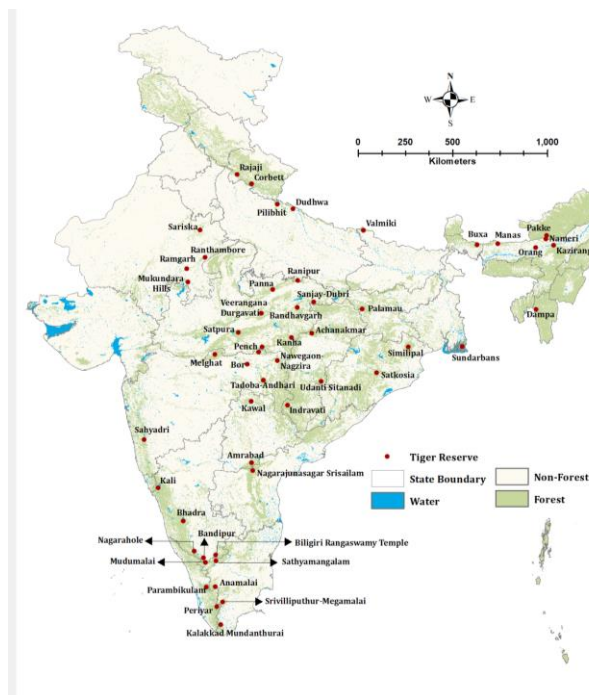 N
W E
S
0 250 500 1,000
Kilometers
Rajaji
Corbett
Pilibhit
Dudhwa
Valmiki
Sariska
Ranthambore
Ramgarh
Mukundara
Hills
Buxa
Manas
Pakke
Nameri
Orang
Kazirang
Dampa
Panna
Ranipur
Veerangana
Durgavati
Sanjay-Dubri
Bandhavgarh
Palamau
Satpura
Achanakmar
Kanha
Pench
Melghat
Bor
Nawegaon-
Nagzira
Similipal
Sundarbans
Satkosia
Tadoba-Andhari
Udanti Sitanadi
Kawal
Indravati
Sahyadri
Amrabad
Nagarajunasagar Srisailam
Kali
Bhadra
Bandipur
Nagarahole
Biligiri Rangaswamy Temple
Mudumalai
Sathyamangalam
Parambikulam
Anamalai
Srivilliputhur-Megamalai
Periyar
Kalakkad Mundanthurai
Tiger Reserve
State Boundary
Non-Forest
Water
Forest